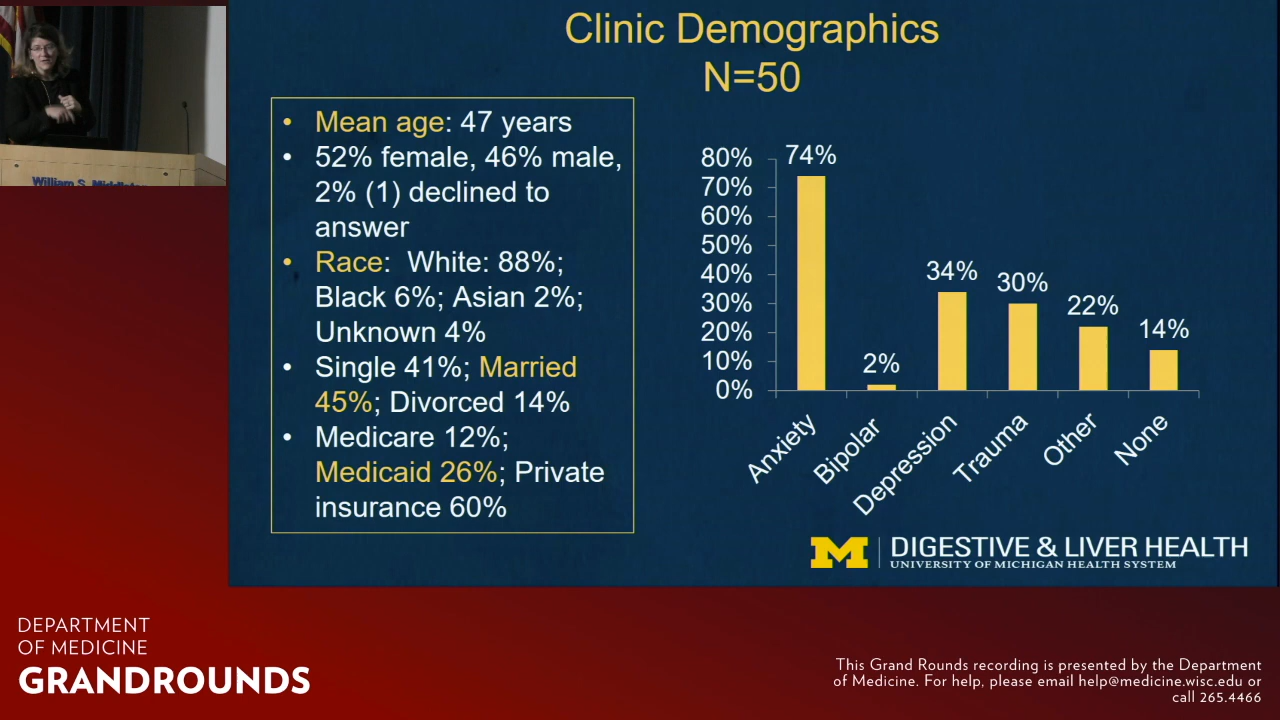 Clinic Demographics
N=50
• Mean age: 47 years
• 52% female, 46% male,
2% (1) declined to
answer
• Race:  White: 88%;
Black 6%; Asian 2%;
Unknown 4%
• Single 41%; Married
45%; Divorced 14%
• Medicare 12%;
Medicaid 26%; Private
insurance 60%
80%
70%
60%
50%
40%
30%
20%
10%
0%
74%
2%
34%
30%
22%
14%
Anxiety
Bipolar
Depression
Trauma
Other
None
M
DIGESTIVE & LIVER HEALTH
UNIVERSITY OF MICHIGAN HEALTH SYSTEM
William S.
DEPARTMENT
OF MEDICINE
GRANDROUNDS
This Grand Rounds recording is presented by the Department
of Medicine. For help, please email help@medicine.wisc.edu or
call 265.4466